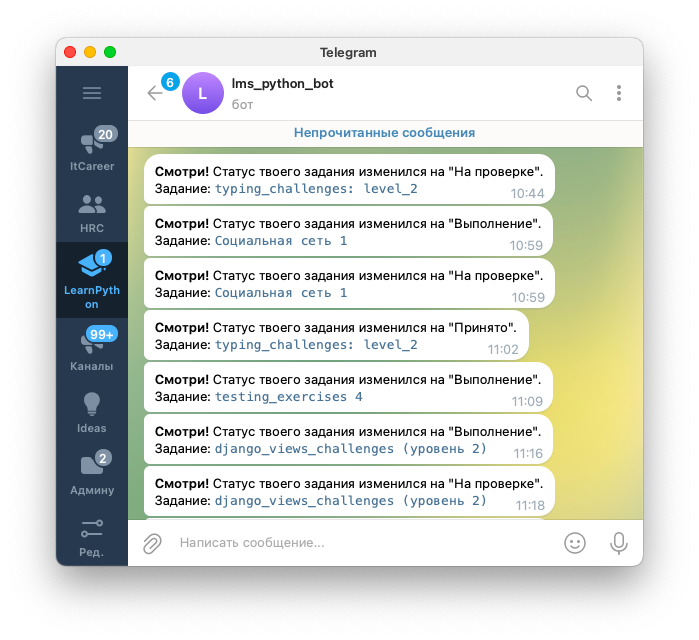 Telegram
6
L
lms_python_bot
бот
Непрочитанные сообщения
20
ItCareer
HRC
1
LearnPyth
on
99+
Каналы
Ideas
2
Админу
Ред.
Смотри! Статус твоего задания изменился на "На проверке".
Задание: typing_challenges: level_2
10:44
Смотри! Статус твоего задания изменился на "Выполнение".
Задание: Социальная сеть 1
10:59
Смотри! Статус твоего задания изменился на "На проверке".
Задание: Социальная сеть 1
10:59
Смотри! Статус твоего задания изменился на "Принято".
Задание: typing_challenges: level_2
11:02
Смотри! Статус твоего задания изменился на "Выполнение".
Задание: testing_exercises 4
11:09
Смотри! Статус твоего задания изменился на "Выполнение".
Задание: django_views_challenges (уровень 2)
11:16
Смотри! Статус твоего задания изменился на "На проверке".
Задание: django_views_challenges (уровень 2)
11:18
Написать сообщение...